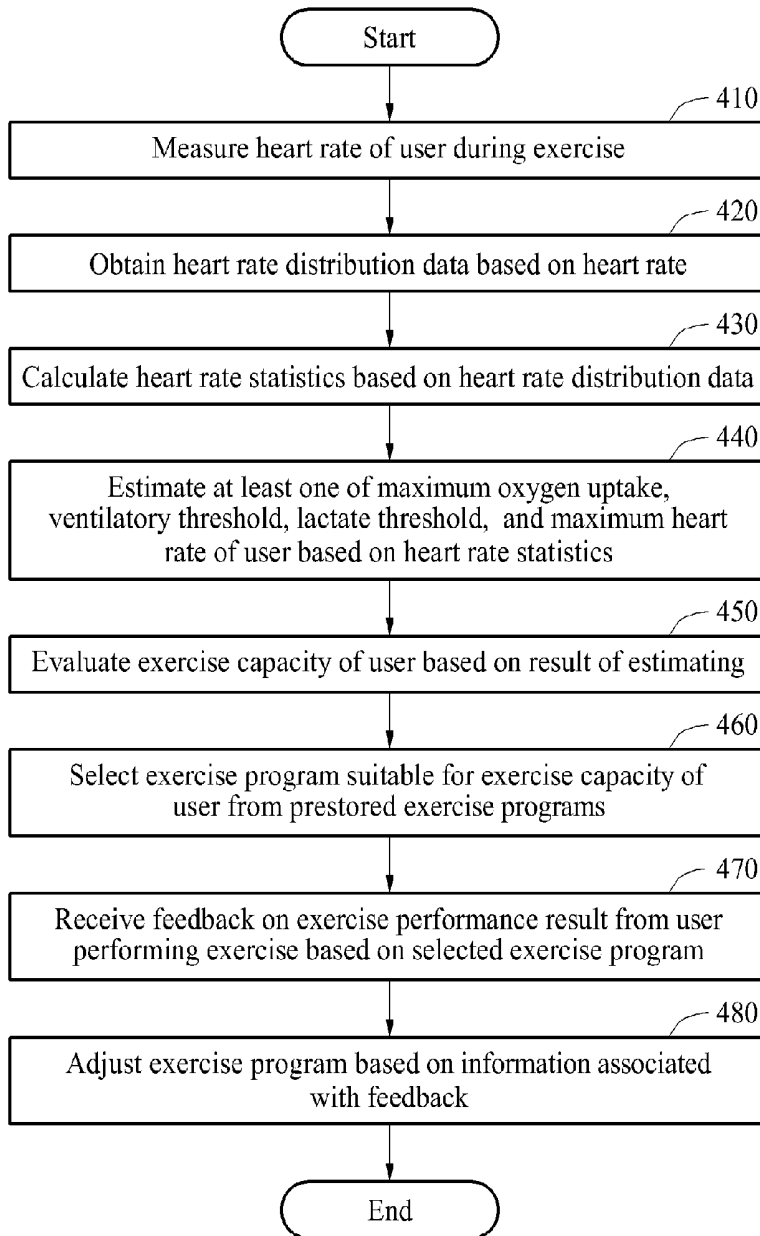 Start
410
Measure heart rate of user during exercise
420
Obtain heart rate distribution data based on heart rate
430
Calculate heart rate statistics based on heart rate distribution data
440
Estimate at least one of maximum oxygen uptake,
ventilatory threshold, lactate threshold, and maximum heart
rate of user based on heart rate statistics
450
Evaluate exercise capacity of user based on result of estimating
460
Select exercise program suitable for exercise capacity of
user from prestored exercise programs
470
Receive feedback on exercise performance result from user
performing exercise based on selected exercise program
480
Adjust exercise program based on information associated
with feedback
End